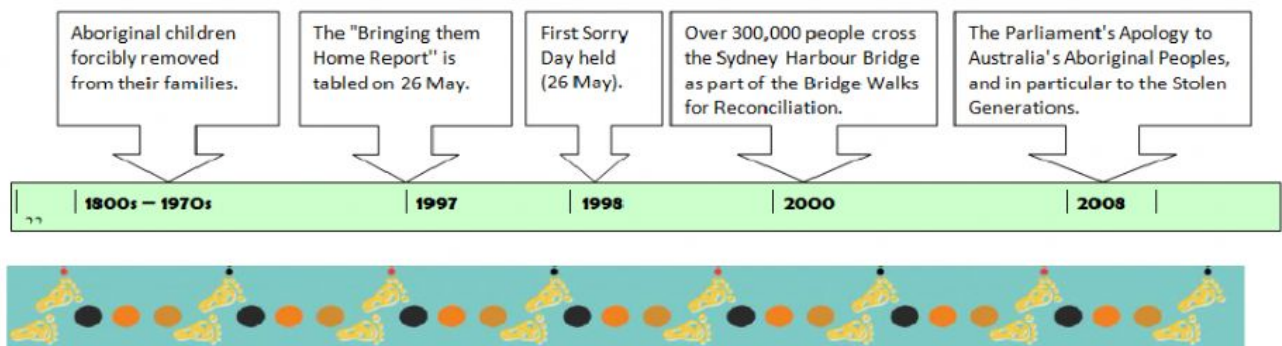 Aboriginal children
forcibly removed
from their families.
The "Bringing them
Home Report" is
tabled on 26 May.
First Sorry
Day held
(26 May).
Over 300,000 people cross
the Sydney Harbour Bridge
as part of the Bridge Walks
for Reconciliation.
The Parliament's Apology to
Australia's Aboriginal Peoples,
and in particular to the Stolen
Generations.
1800s – 1970s
1997
1998
2000
2008